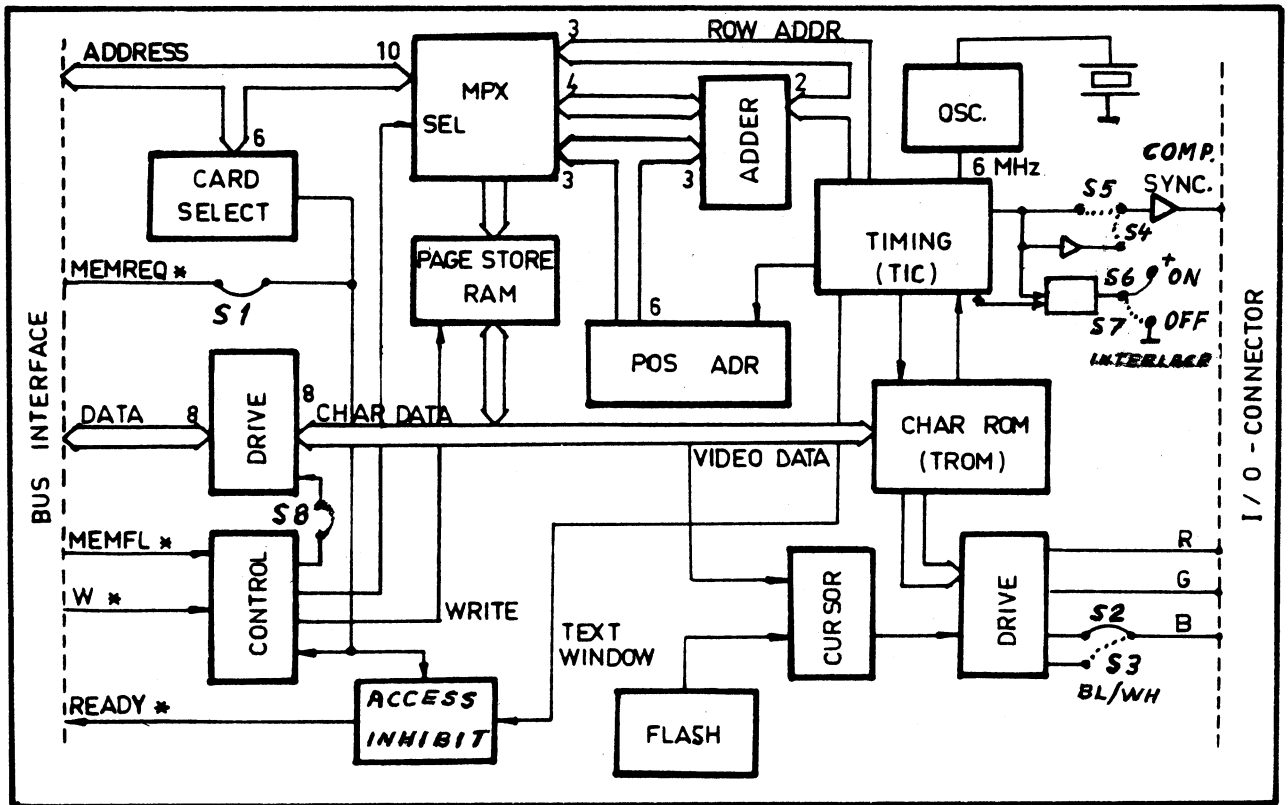 ADDRESS
10
3
ROW ADDR.
MPX
SEL
4
2
3
3
ADDER
OSC.
6 MHz
COMP.
SYNC.
6
CARD
SELECT
S5
S4
TIMING
(TIC)
PAGE STORE
RAM
MEMREQ *
S1
S6
+
ON
S7
OFF
INTERLACE
6
POS ADR
BUS INTERFACE
I/O-CONNECTOR
DATA
8
DRIVE
8
CHAR DATA
VIDEO DATA
CHAR ROM
(TROM)
S8
MEMFL *
W *
CONTROL
WRITE
TEXT
WINDOW
CURSOR
DRIVE
R
G
B
S2
S3
BL/WH
READY *
ACCESS
INHIBIT
FLASH